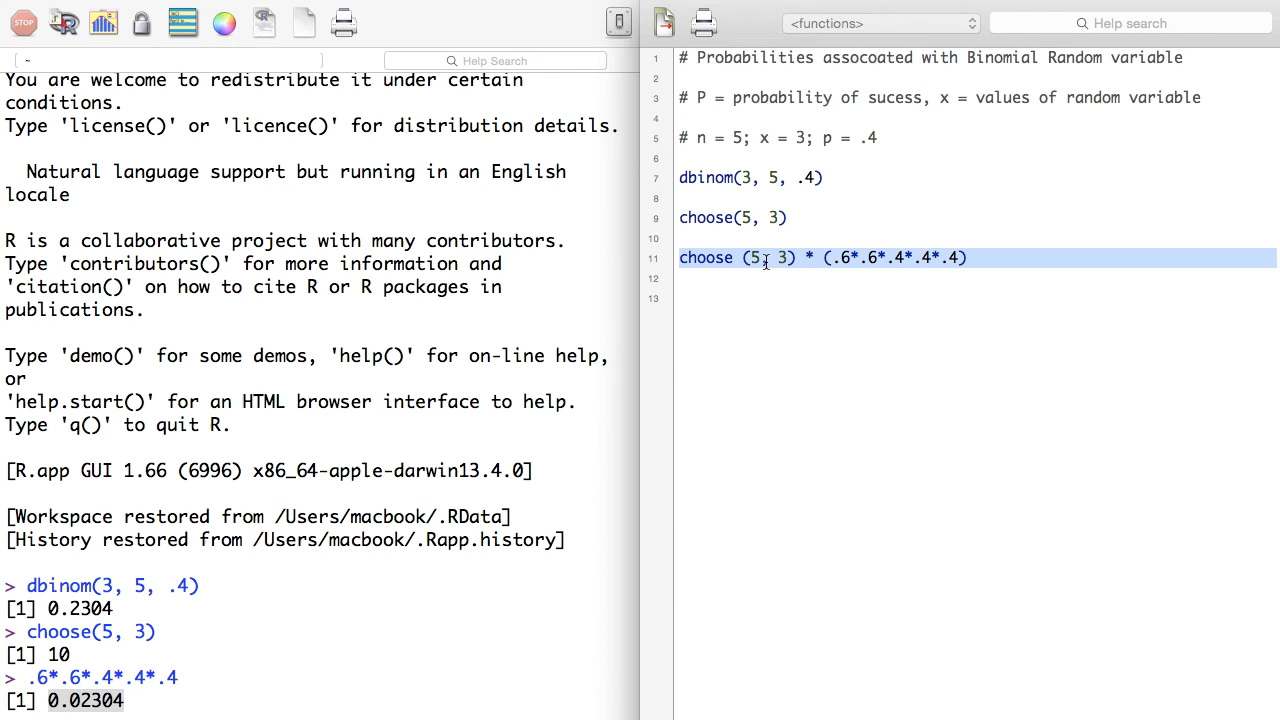 STOP
<functions>
Help search
~
Help Search
You are welcome to redistribute it under certain
conditions.
Type 'license()' or 'licence()' for distribution details.
Natural language support but running in an English
locale
R is a collaborative project with many contributors.
Type 'contributors()' for more information and
'citation()' on how to cite R or R packages in
publications.
Type 'demo()' for some demos, 'help()' for on-line help,
or
'help.start()' for an HTML browser interface to help.
Type 'q()' to quit R.
[R.app GUI 1.66 (6996) x86_64-apple-darwin13.4.0]
[Workspace restored from /Users/macbook/.RData]
[History restored from /Users/macbook/.Rapp.history]
> dbinom(3, 5, .4)
[1] 0.2304
> choose(5, 3)
[1] 10
> .6*.6*.4*.4*.4
[1] 0.02304
1 # Probabilities assocoated with Binomial Random variable
2
3 # P = probability of sucess, x = values of random variable
4
5 # n = 5; x = 3; p = .4
6
7 dbinom(3, 5, .4)
8
9 choose(5, 3)
10
11 choose (5, 3) * (.6*.6*.4*.4*.4)
12
13